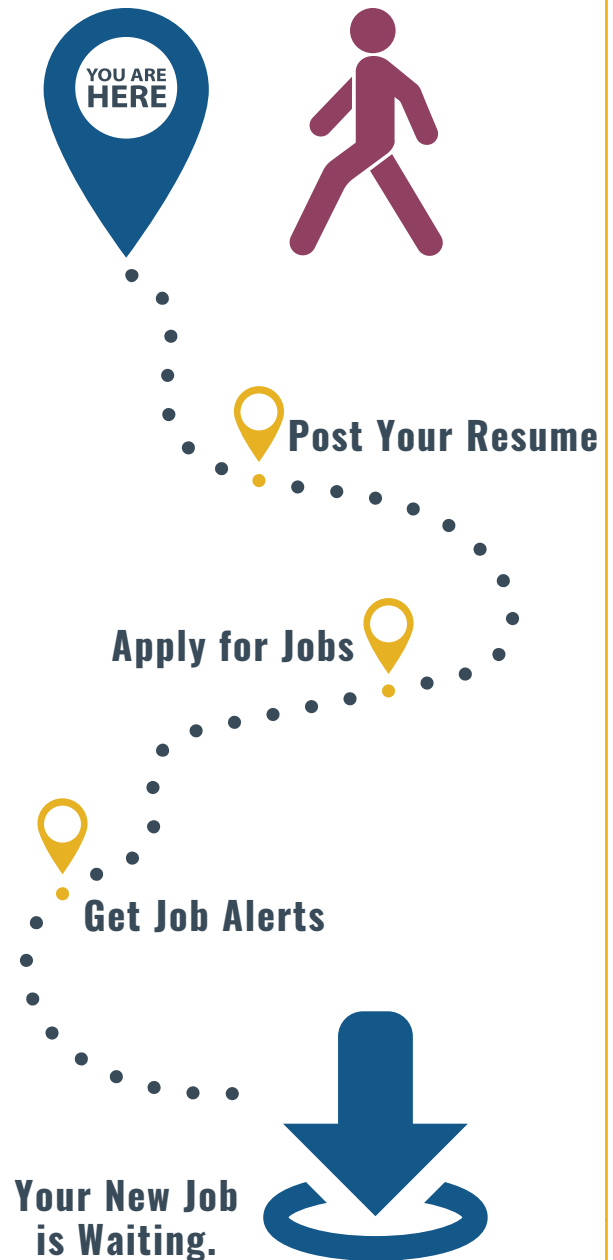 YOU ARE
HERE
Post Your Resume
Apply for Jobs
Get Job Alerts
Your New Job
is Waiting.